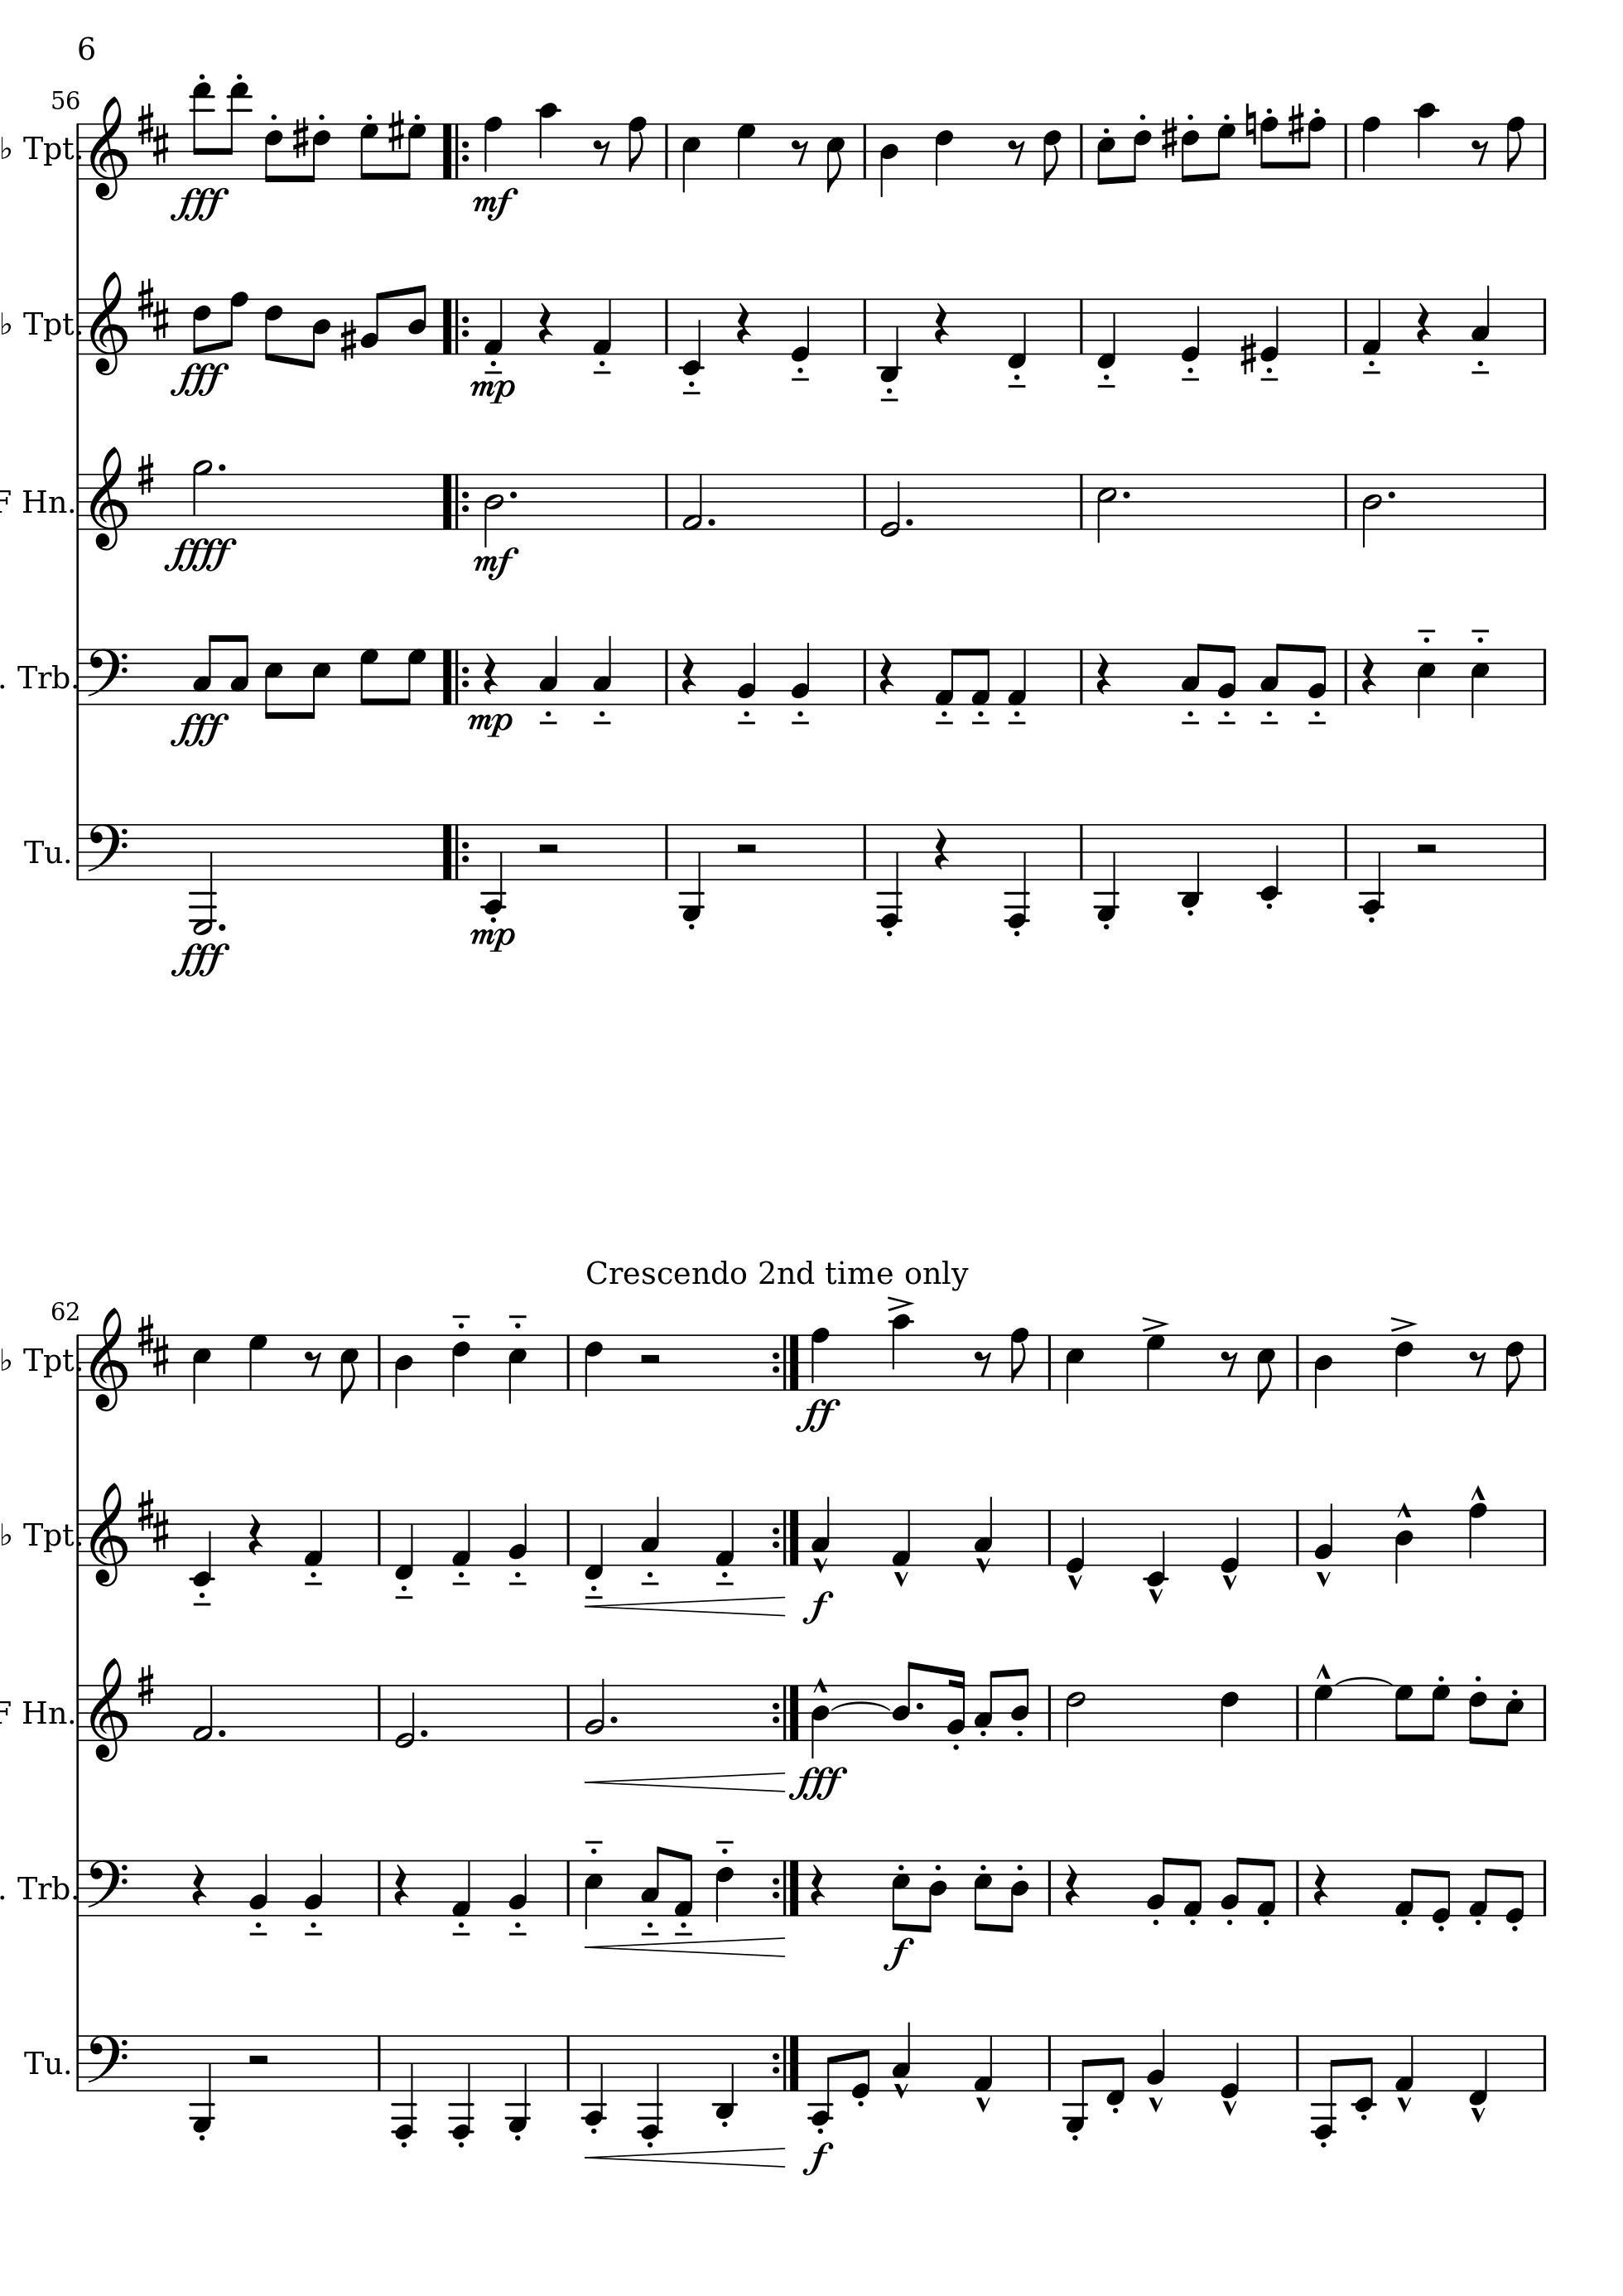 6
56
♭ Tpt.
fff
mf
♭ Tpt.
fff
mp
F Hn.
ffff
mf
. Trb.
fff
mp
Tu.
fff
mp
Crescendo 2nd time only
62
♭ Tpt.
ff
♭ Tpt.
f
F Hn.
fff
. Trb.
f
Tu.
f